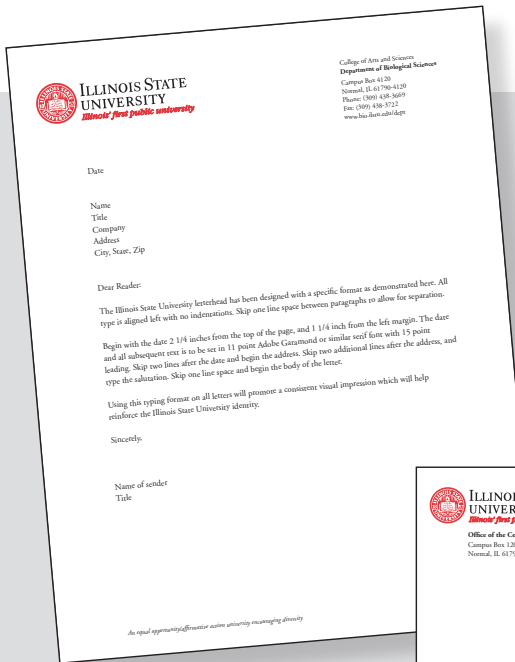 ILLINOIS STATE
UNIVERSITY
Illinois' first public university
College of Arts and Sciences
Department of Biological Sciences
Campus Box 4120
Normal, IL 61790-4120
Phone: (309) 438-3669
Fax: (309) 438-3722
www.bio.ilstu.edu/dept
Date
Name
Title
Company
Address
City, State, Zip
Dear Reader:
The Illinois State University letterhead has been designed with a specific format as demonstrated here. All
type is aligned left with no indentations. Skip one line space between paragraphs to allow for separation.
Begin with the date 2 1/4 inches from the top of the page, and 1 1/4 inch from the left margin. The date
and all subsequent text is to be set in 11 point Adobe Garamond or similar serif font with 15 point
leading. Skip two lines after the date and begin the address. Skip two additional lines after the address, and
type the salutation. Skip one line space and begin the body of the letter.
Using this typing format on all letters will promote a consistent visual impression which will help
reinforce the Illinois State University identity.
Sincerely,
Name of sender
Title
An equal opportunity/affirmative action university encouraging diversity
ILLINOI
UNIVER
Illinois' first p
Office of the Co
Campus Box 120
Normal, IL 6179